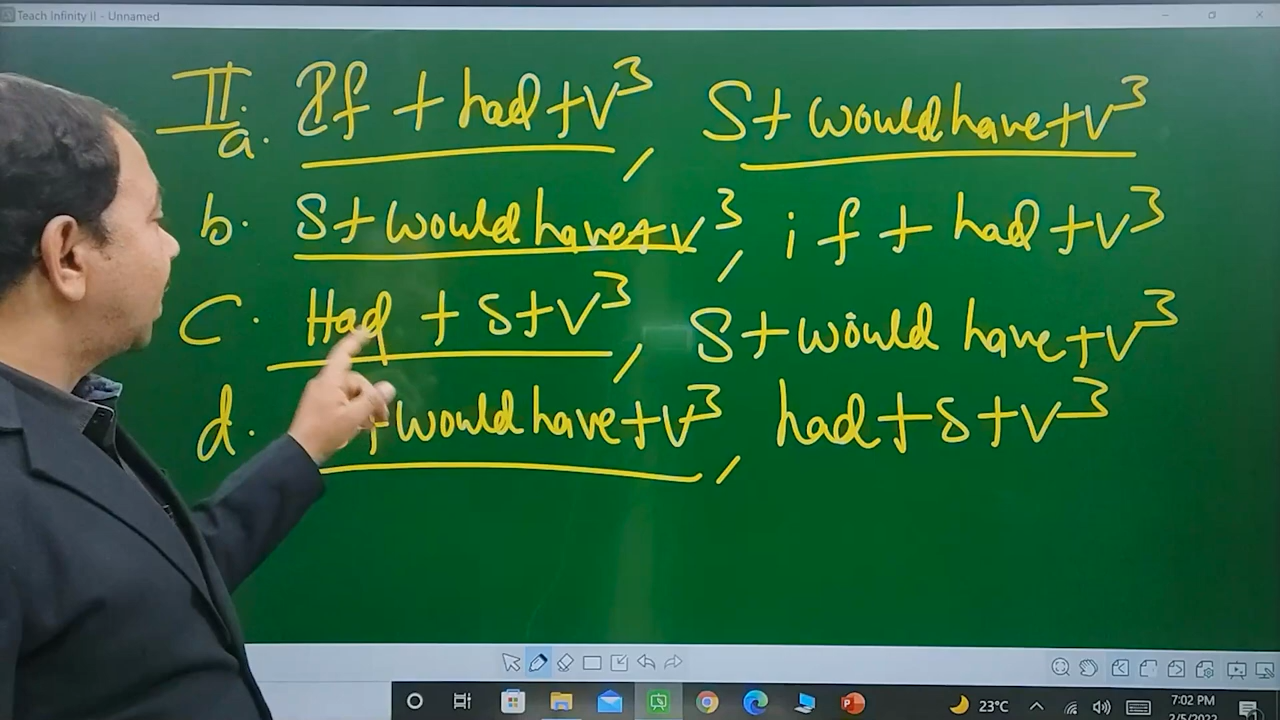 Teach Infinity II - Unnamed
II.
a. If + had + V³, S + would have + V³
b. S + would have + V³, if + had + V³
C. Had + S + V³, S + would have + V³
d. + would have + V³, had + S + V³
23°C
7:02 PM